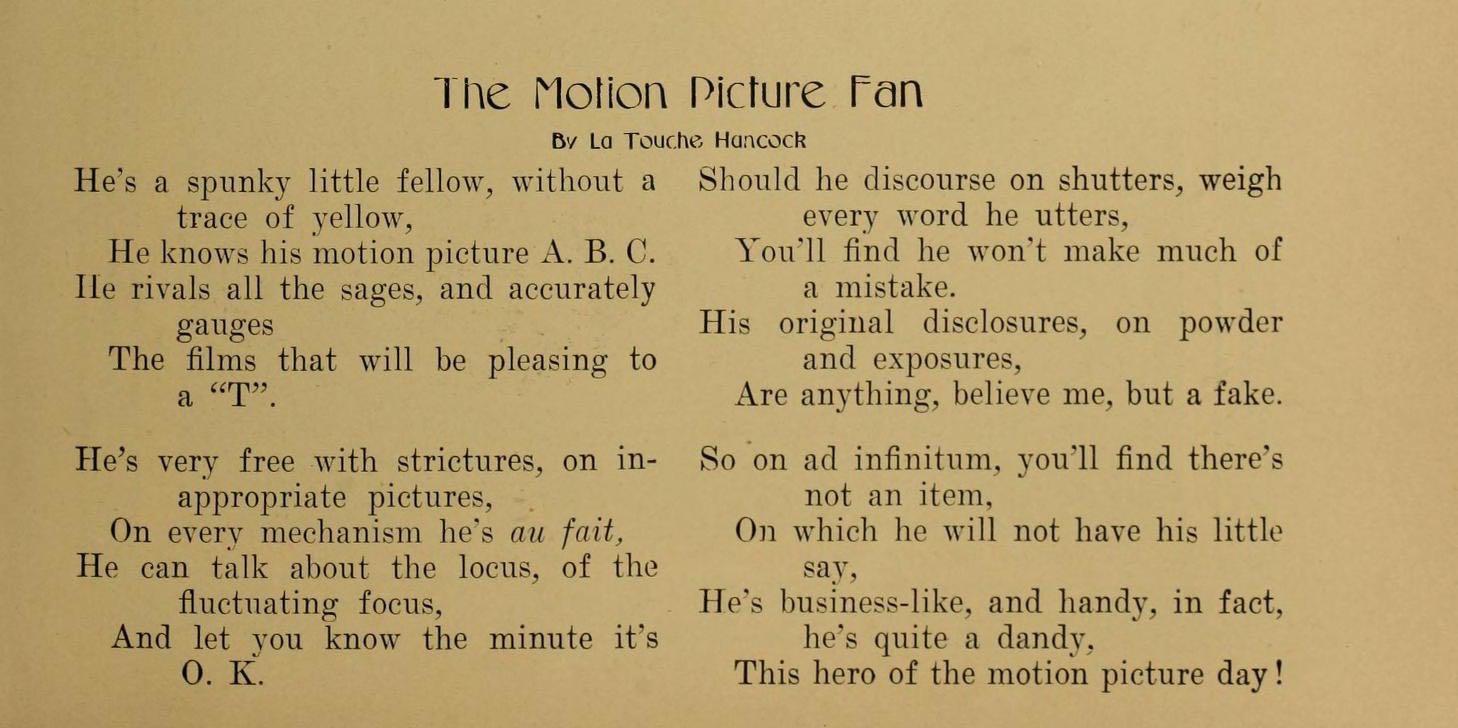 The Motion Picture Fan
By La Touche Hancock
He's a spunky little fellow, without a
trace of yellow,
He knows his motion picture A. B. C.
He rivals all the sages, and accurately
gauges
The films that will be pleasing to
a “T”.
He's very free with strictures, on in-
appropriate pictures,
On every mechanism he's au fait,
He can talk about the locus, of the
fluctuating focus,
And let you know the minute it's
O. K.
Should he discourse on shutters, weigh
every word he utters,
You'll find he won't make much of
a mistake.
His original disclosures, on powder
and exposures,
Are anything, believe me, but a fake.
So on ad infinitum, you'll find there's
not an item,
On which he will not have his little
say,
He's business-like, and handy, in fact,
he's quite a dandy,
This hero of the motion picture day!